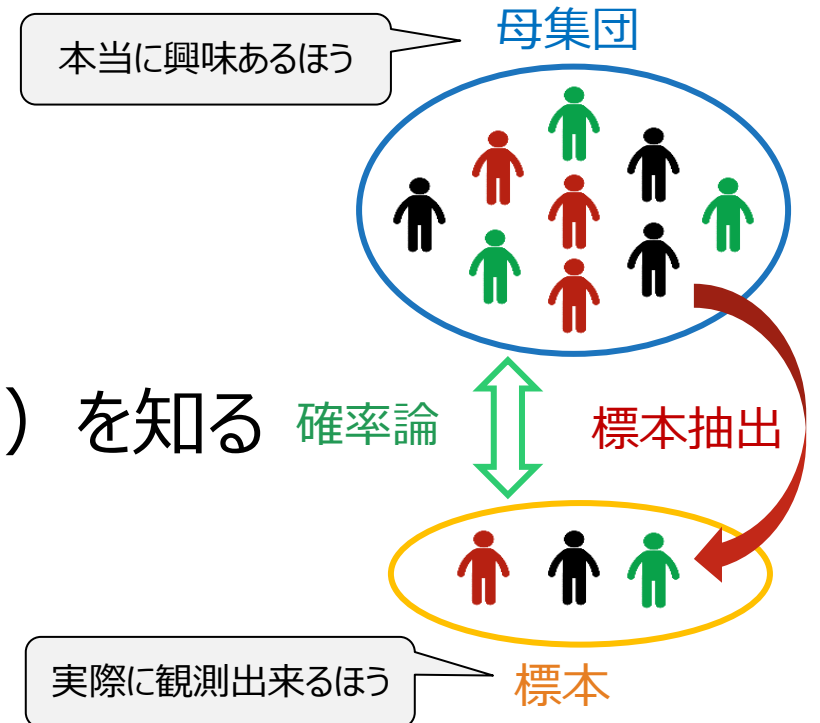 母集団
本当に興味あるほう
）を知る
確率論
標本抽出
実際に観測出来るほう
標本